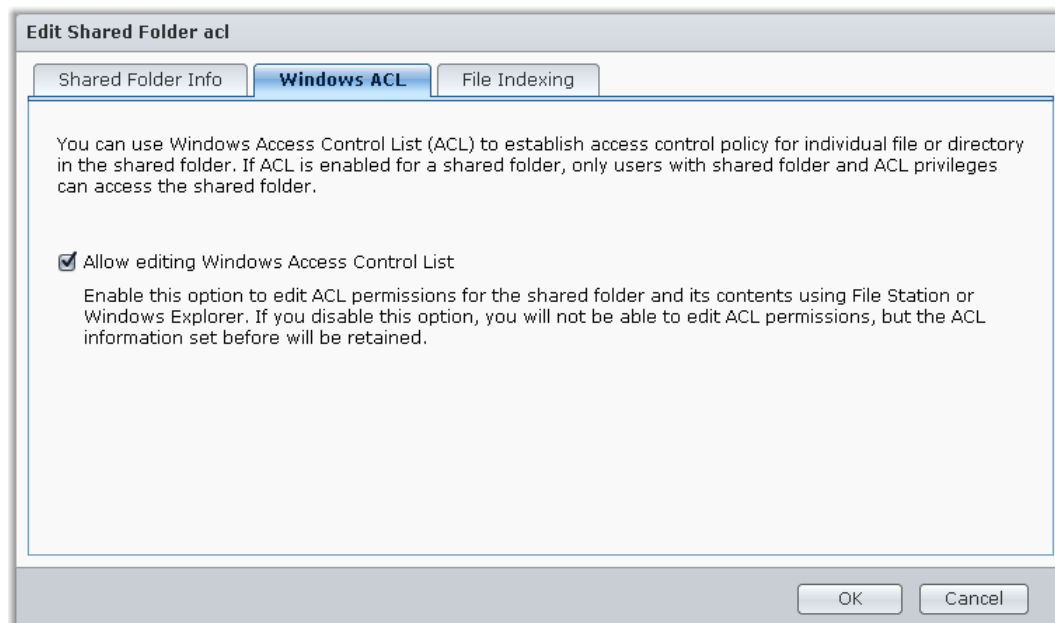 Edit Shared Folder acl
Shared Folder Info
Windows ACL
File Indexing
You can use Windows Access Control List (ACL) to establish access control policy for individual file or directory
in the shared folder. If ACL is enabled for a shared folder, only users with shared folder and ACL privileges
can access the shared folder.
Allow editing Windows Access Control List
Enable this option to edit ACL permissions for the shared folder and its contents using File Station or
Windows Explorer. If you disable this option, you will not be able to edit ACL permissions, but the ACL
information set before will be retained.
OK
Cancel